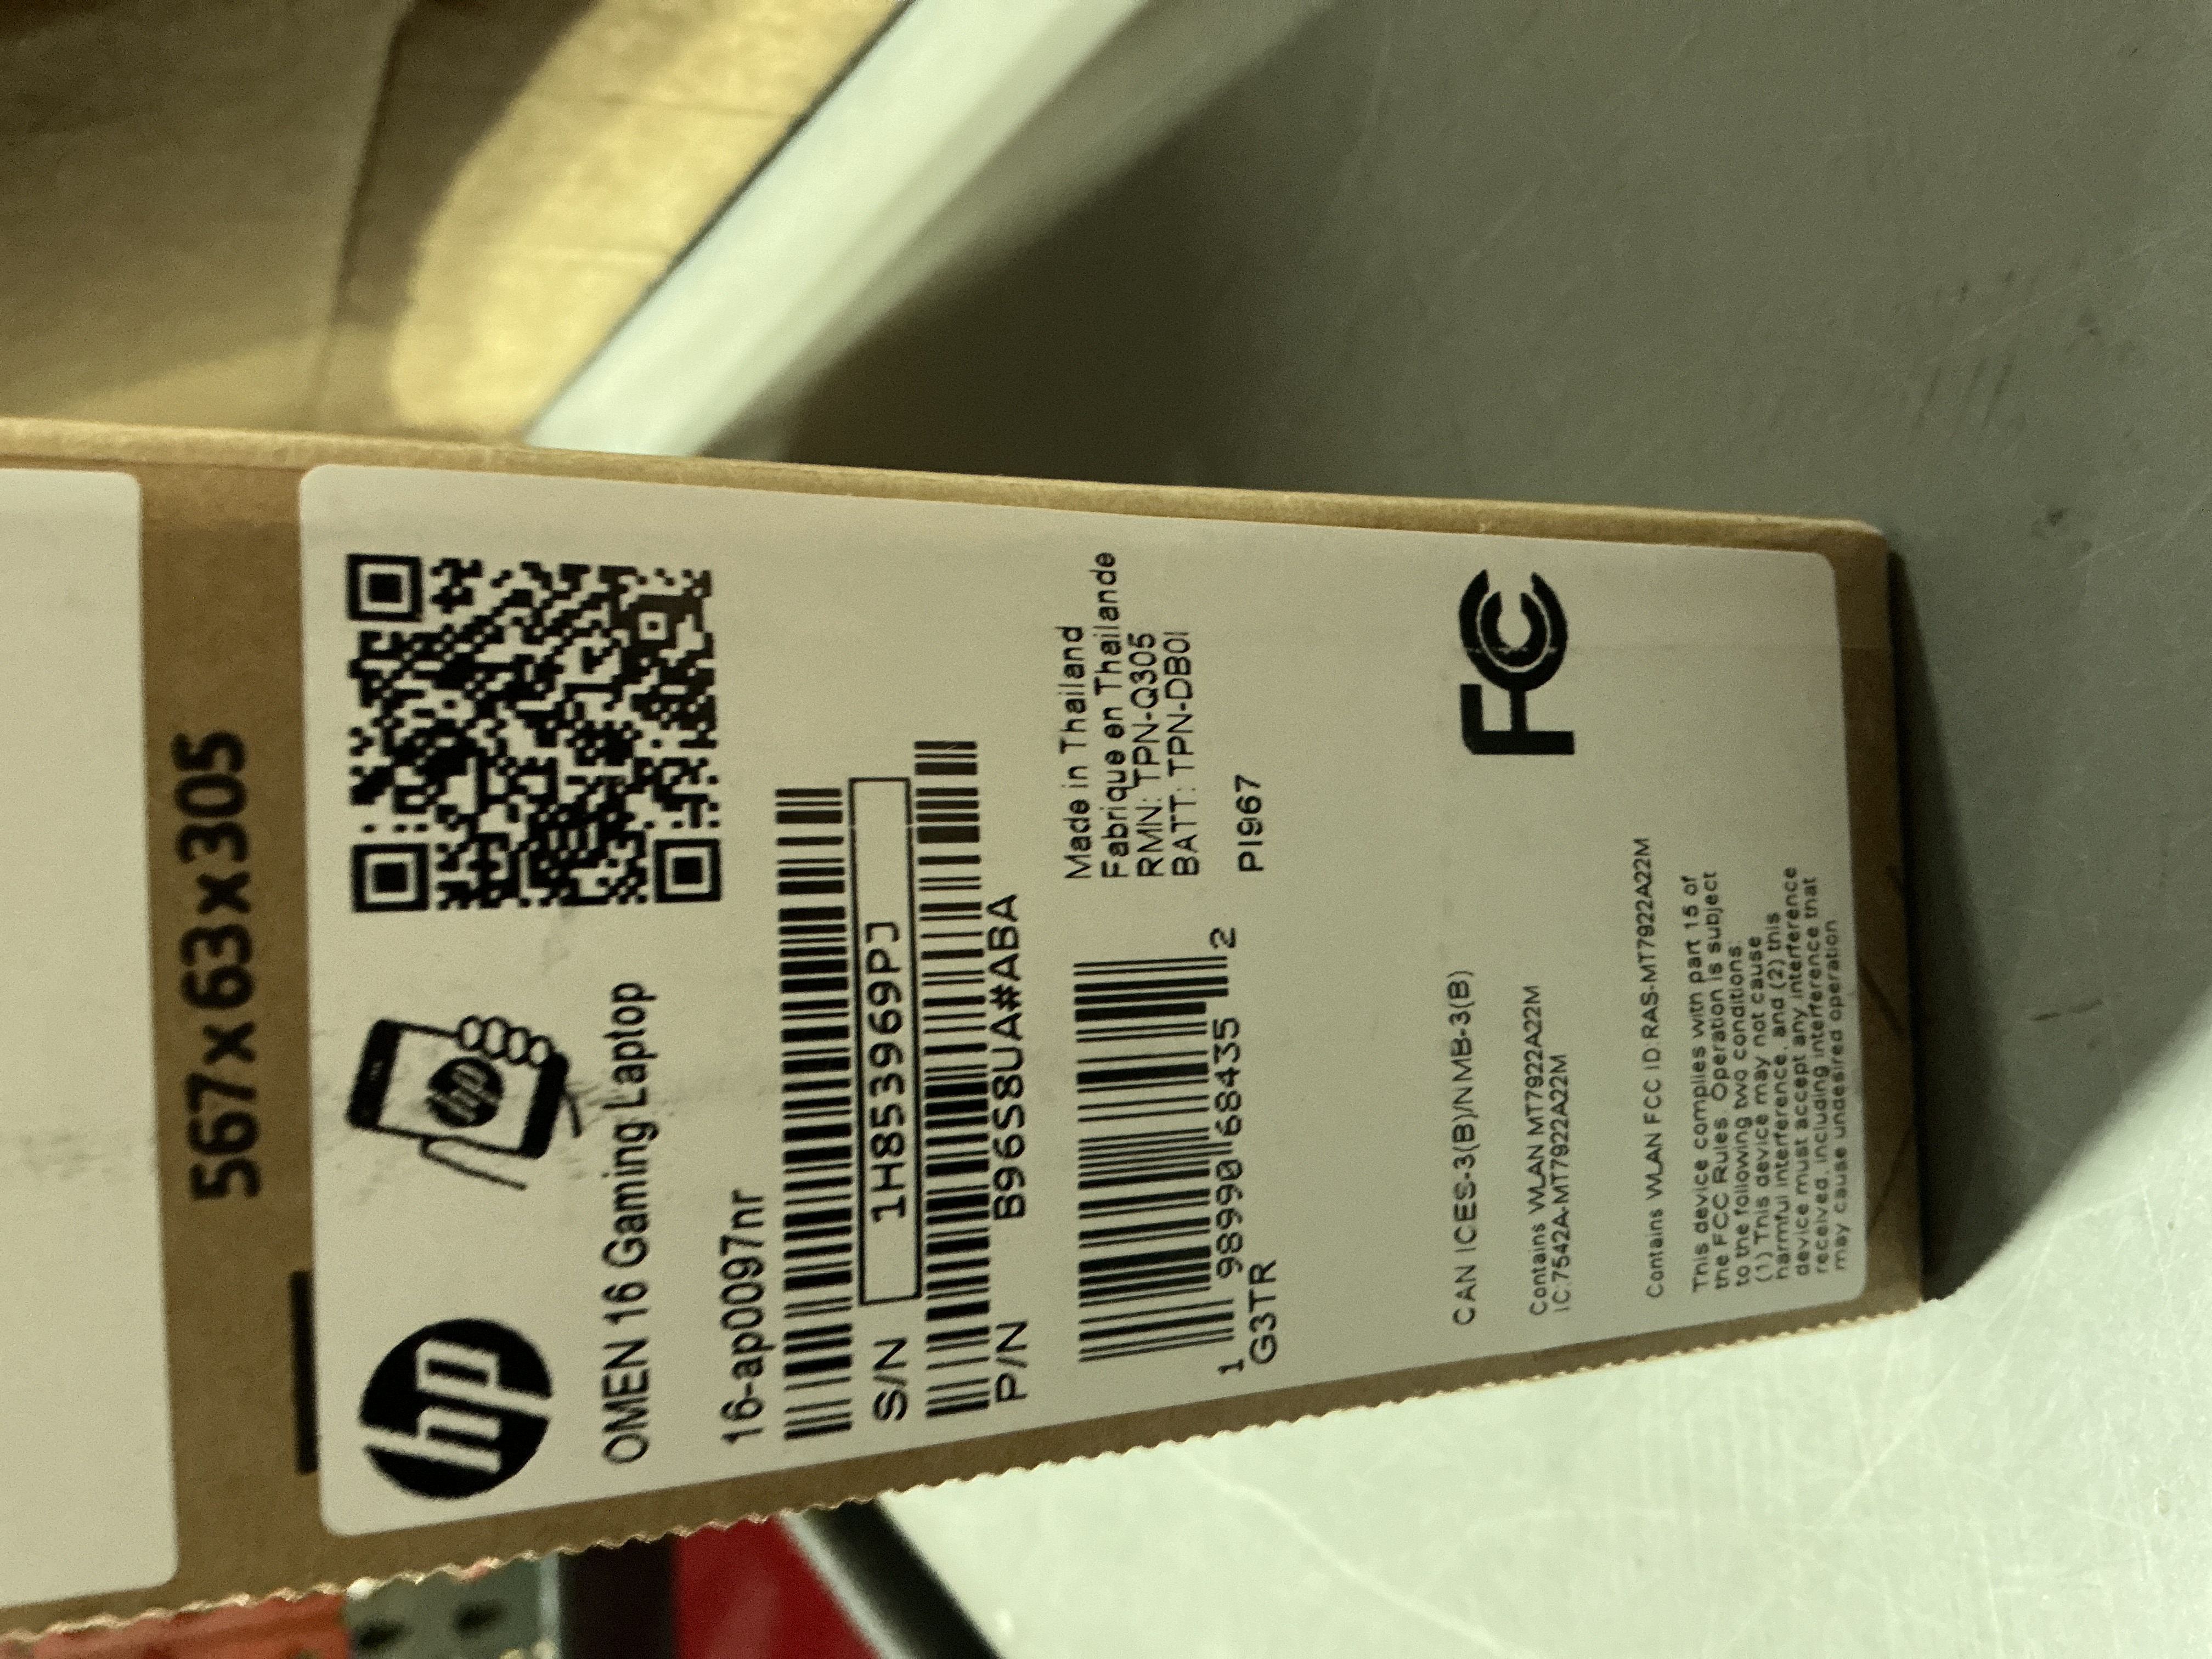 567x63x305
hp
hp
OMEN 16 Gaming Laptop
16-ap0097nr
S/N 1H853969PJ
P/N B96S8UA#ABA
1 98990 68435 2
G3TR
Made in Thailand
Fabrique en Thailande
RMN: TPN-Q305
BATT: TPN-DB0I
PI967
CAN ICES-3(B)/NMB-3(B)
FC
Contains WLAN MT7922A22M
IC:7542A-MT7922A22M
Contains WLAN FCC ID:RAS-MT7922A22M
This device complies with part 15 of
the FCC Rules. Operation is subject
to the following two conditions:
(1) This device may not cause
harmful interference, and (2) this
device must accept any interference
received, including interference that
may cause undesired operation